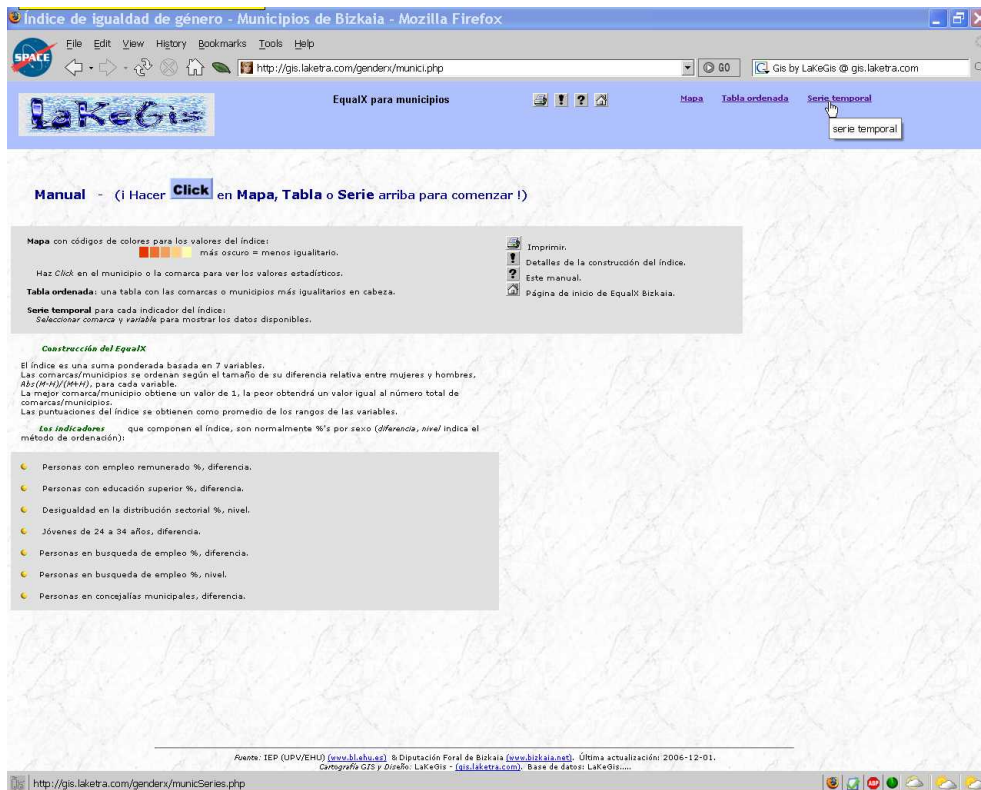 Índice de igualdad de género - Municipios de Bizkaia - Mozilla Firefox
SPACE
File Edit View History Bookmarks Tools Help
http://gis.laketra.com/genderx/munici.php
GO
Gis by LaKeGis @ gis.laketra.com
LaKeGis
EqualX para municipios
Mapa Tabla ordenada Serie temporal
serie temporal
Manual - (¡ Hacer Click en Mapa, Tabla o Serie arriba para comenzar !)
Mapa con códigos de colores para los valores del índice:
más oscuro = menos igualitario.
Haz Click en el municipio o la comarca para ver los valores estadísticos.
Tabla ordenada: una tabla con las comarcas o municipios más igualitarios en cabeza.
Serie temporal para cada indicador del índice:
Seleccionar comarca y variable para mostrar los datos disponibles.
Imprimir.
! Detalles de la construcción del índice.
? Este manual.
Página de inicio de EqualX Bizkaia.
Construcción del EqualX
El índice es una suma ponderada basada en 7 variables.
Las comarcas/municipios se ordenan según el tamaño de su diferencia relativa entre mujeres y hombres,
Abs(M-H)/(M+H), para cada variable.
La mejor comarca/municipio obtiene un valor de 1, la peor obtendrá un valor igual al número total de
comarcas/municipios.
Las puntuaciones del índice se obtienen como promedio de los rangos de las variables.
Los indicadores que componen el índice, son normalmente %'s por sexo (diferencia, nivel indica el
método de ordenación):
Personas con empleo remunerado %, diferencia.
Personas con educación superior %, diferencia.
Desigualdad en la distribución sectorial %, nivel.
Jóvenes de 24 a 34 años, diferencia.
Personas en busqueda de empleo %, diferencia.
Personas en busqueda de empleo %, nivel.
Personas en concejalías municipales, diferencia.
Fuente: IEP (UPV/EHU) (www.bl.ehu.es) & Diputación Foral de Bizkaia (www.bizkaia.net). Última actualización: 2006-12-01.
Cartografía GIS y Diseño: LaKeGis - (gis.laketra.com). Base de datos: LaKeGis.....
http://gis.laketra.com/genderx/municSeries.php